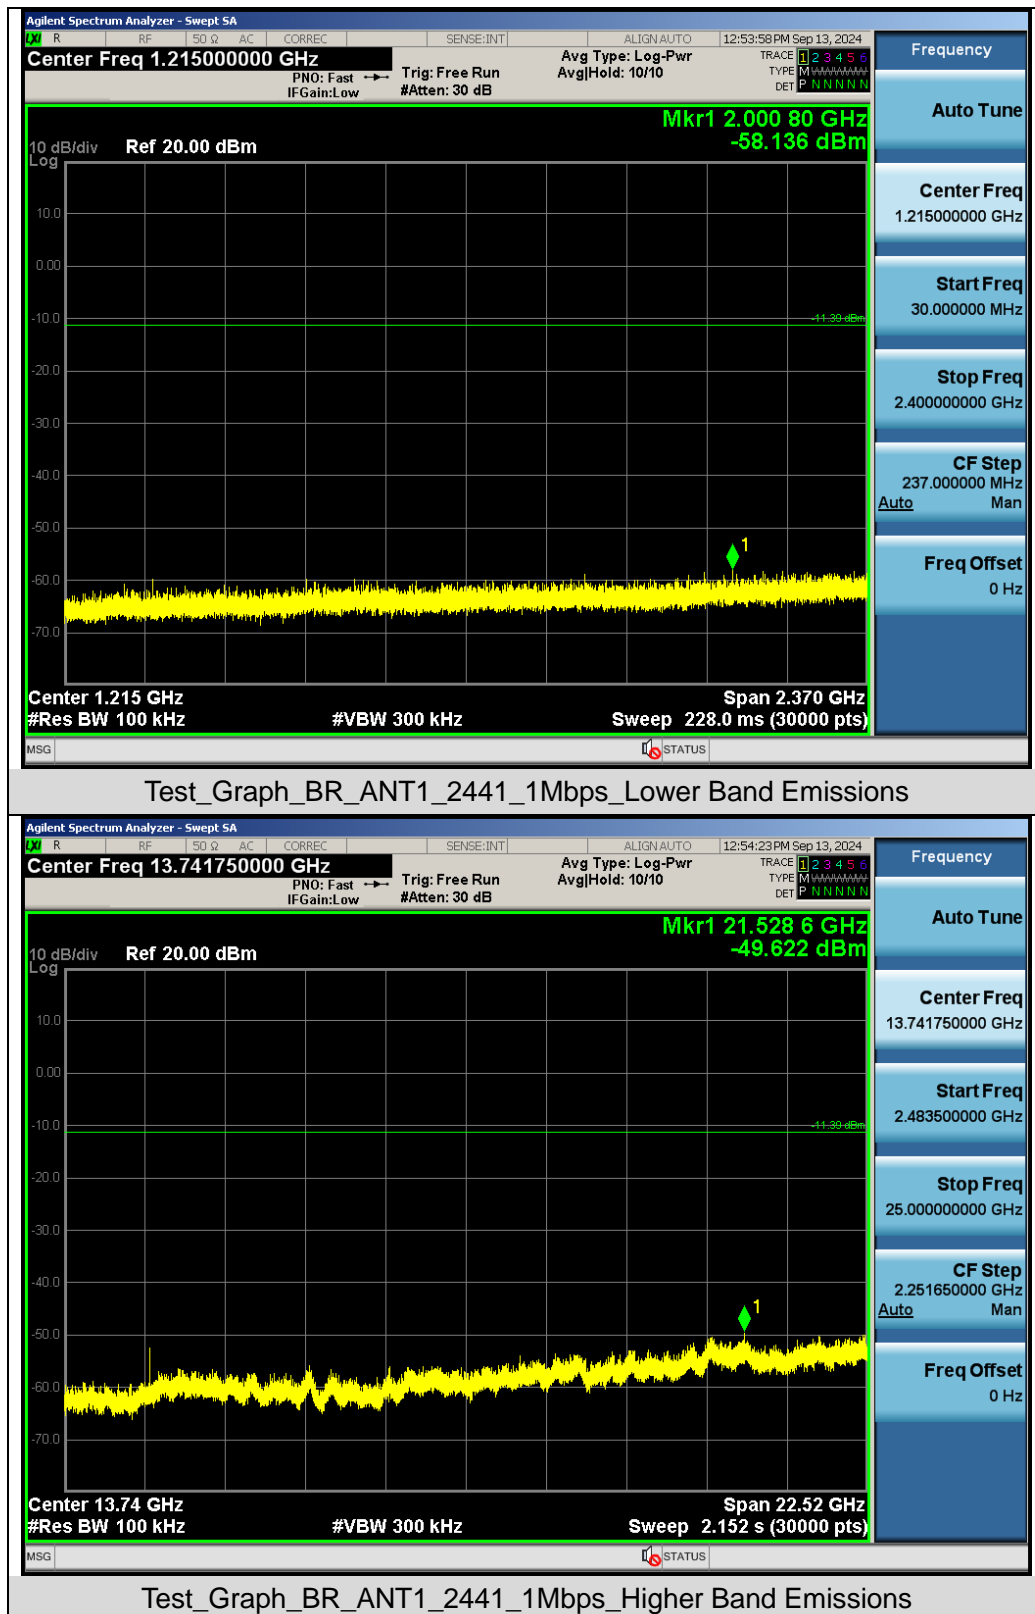 Agilent Spectrum Analyzer - Swept SA
LXI R RF 50 Ω AC CORREC SENSE:INT ALIGN AUTO 12:53:58 PM Sep 13, 2024
Center Freq 1.215000000 GHz
PNO: Fast
IFGain:Low
Trig: Free Run
#Atten: 30 dB
Avg Type: Log-Pwr
Avg|Hold: 10/10
TRACE 1 2 3 4 5 6
TYPE M WWWWW
DET P N N N N N
Mkr1 2.000 80 GHz
-58.136 dBm
10 dB/div Ref 20.00 dBm
Log
10.0
0.00
-10.0
-11.39 dBm
-20.0
-30.0
-40.0
-50.0
1
-60.0
-70.0
Center 1.215 GHz Span 2.370 GHz
#Res BW 100 kHz #VBW 300 kHz Sweep 228.0 ms (30000 pts)
MSG STATUS
Frequency
Auto Tune
Center Freq
1.215000000 GHz
Start Freq
30.000000 MHz
Stop Freq
2.400000000 GHz
CF Step
237.000000 MHz
Auto Man
Freq Offset
0 Hz
Test_Graph_BR_ANT1_2441_1Mbps_Lower Band Emissions
Agilent Spectrum Analyzer - Swept SA
LXI R RF 50 Ω AC CORREC SENSE:INT ALIGN AUTO 12:54:23 PM Sep 13, 2024
Center Freq 13.741750000 GHz
PNO: Fast
IFGain:Low
Trig: Free Run
#Atten: 30 dB
Avg Type: Log-Pwr
Avg|Hold: 10/10
TRACE 1 2 3 4 5 6
TYPE M WWWWW
DET P N N N N N
Mkr1 21.528 6 GHz
-49.622 dBm
10 dB/div Ref 20.00 dBm
Log
10.0
0.00
-10.0
-11.39 dBm
-20.0
-30.0
-40.0
1
-50.0
-60.0
-70.0
Center 13.74 GHz Span 22.52 GHz
#Res BW 100 kHz #VBW 300 kHz Sweep 2.152 s (30000 pts)
MSG STATUS
Frequency
Auto Tune
Center Freq
13.741750000 GHz
Start Freq
2.483500000 GHz
Stop Freq
25.000000000 GHz
CF Step
2.251650000 GHz
Auto Man
Freq Offset
0 Hz
Test_Graph_BR_ANT1_2441_1Mbps_Higher Band Emissions